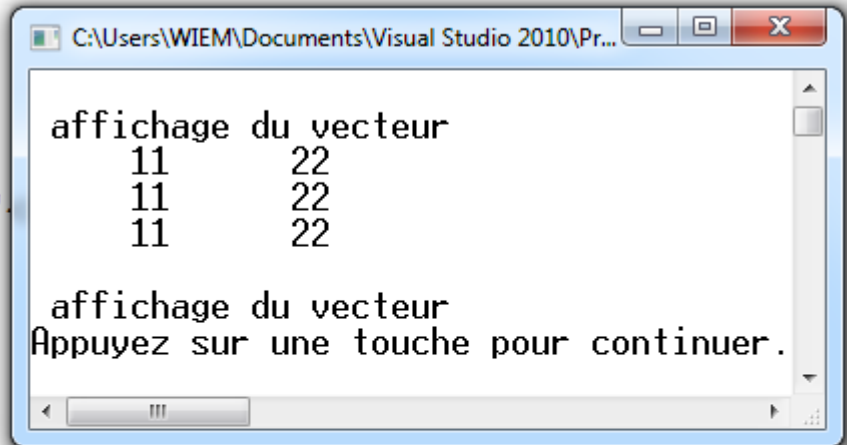 C:\Users\WIEM\Documents\Visual Studio 2010\Pr...
affichage du vecteur
11 22
11 22
11 22
affichage du vecteur
Appuyez sur une touche pour continuer.